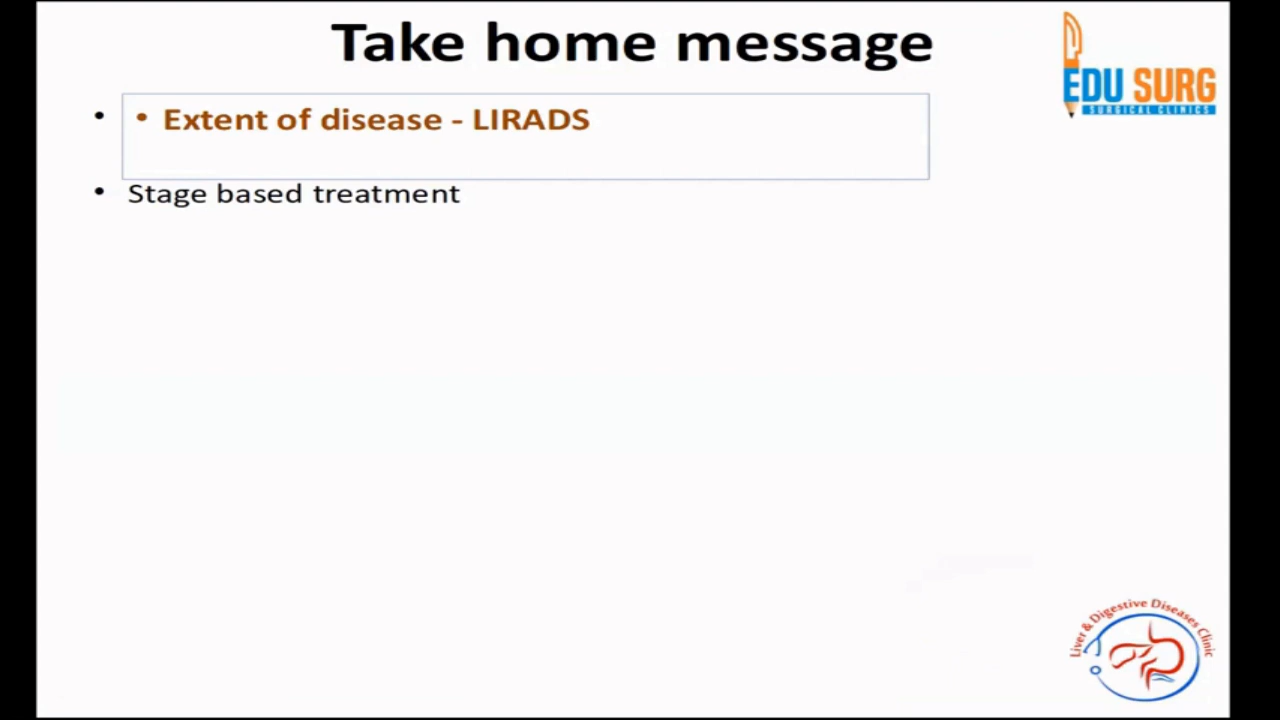 Take home message
EDU SURG
SURGICAL CLINICS
• • Extent of disease - LIRADS
• Stage based treatment
Liver & Digestive Diseases Clinic